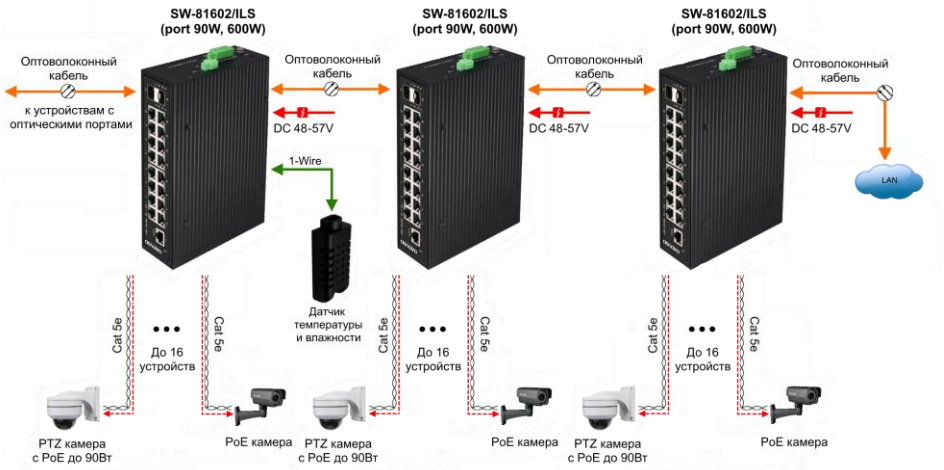 SW-81602/ILS
(port 90W, 600W)
SW-81602/ILS
(port 90W, 600W)
SW-81602/ILS
(port 90W, 600W)
Оптоволоконный
кабель
к устройствам с
оптическими портами
Оптоволоконный
кабель
DC 48-57V
Оптоволоконный
кабель
DC 48-57V
Оптоволоконный
кабель
DC 48-57V
LAN
1-Wire
Датчик
температуры
и влажности
Cat 5e
До 16
устройств
Cat 5e
Cat 5e
До 16
устройств
Cat 5e
Cat 5e
До 16
устройств
Cat 5e
PTZ камера
с PoE до 90Вт
PoE камера
PTZ камера
с PoE до 90Вт
PoE камера
PTZ камера
с PoE до 90Вт
PoE камера